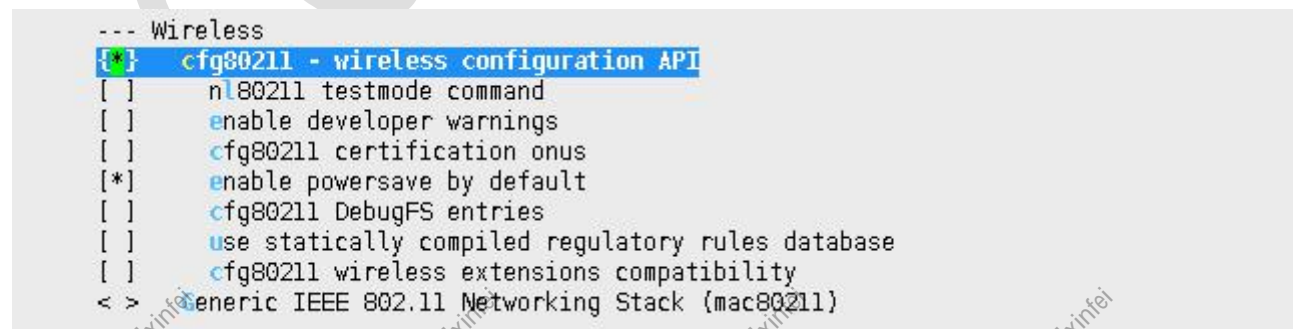 --- Wireless
{*} cfg80211 - wireless configuration API
[ ] nl80211 testmode command
[ ] enable developer warnings
[ ] cfg80211 certification onus
[*] enable powersave by default
[ ] cfg80211 DebugFS entries
[ ] use statically compiled regulatory rules database
[ ] cfg80211 wireless extensions compatibility
< > Generic IEEE 802.11 Networking Stack (mac80211)